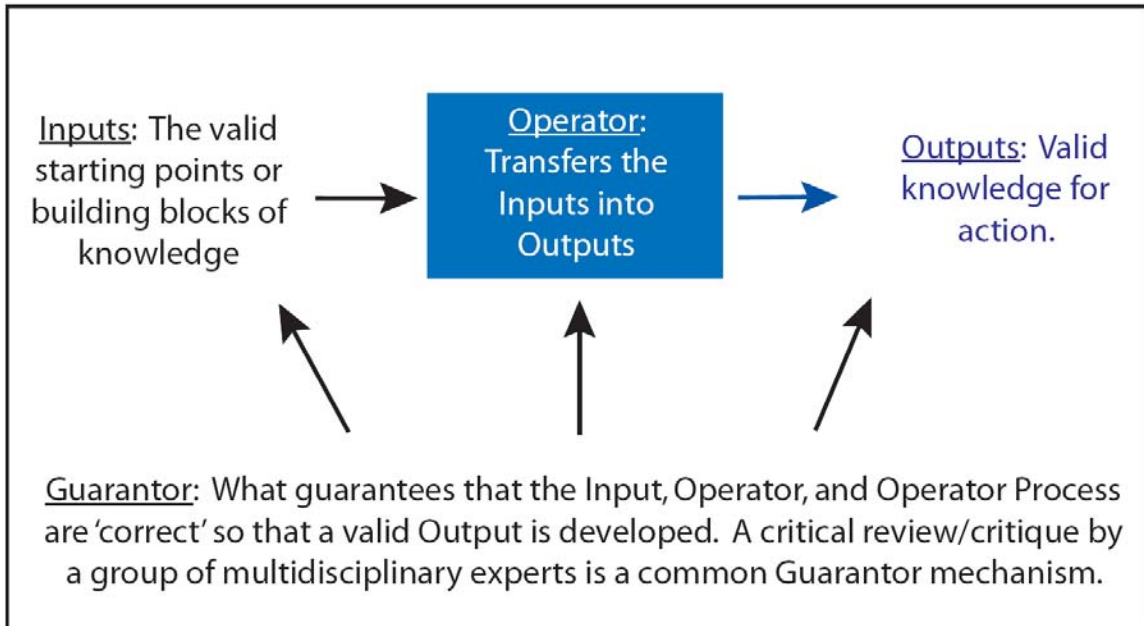 Inputs: The valid
starting points or
building blocks of
knowledge
Operator:
Transfers the
Inputs into
Outputs
Outputs: Valid
knowledge for
action.
Guarantor: What guarantees that the Input, Operator, and Operator Process
are ‘correct’ so that a valid Output is developed. A critical review/critique by
a group of multidisciplinary experts is a common Guarantor mechanism.